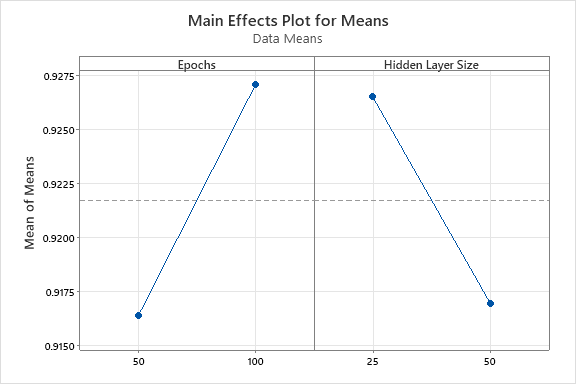 Main Effects Plot for Means
Data Means
Epochs
Hidden Layer Size
Mean of Means
0.9275
0.9250
0.9225
0.9200
0.9175
0.9150
50
100
25
50